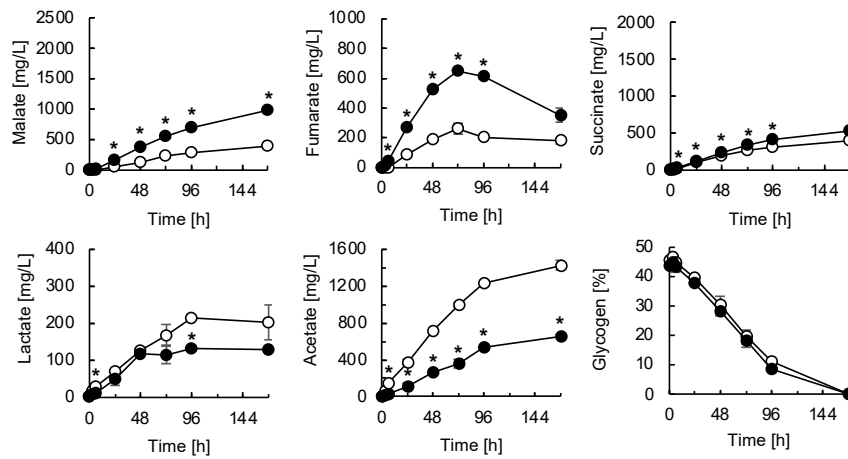 Malate [mg/L]
2500
2000
1500
1000
500
0
* * * * * *
0 48 96 144
Time [h]
Fumarate [mg/L]
1000
800
600
400
200
0
* * * * * *
0 48 96 144
Time [h]
Succinate [mg/L]
2000
1500
1000
500
0
* * * * *
0 48 96 144
Time [h]
Lactate [mg/L]
400
300
200
100
0
* *
0 48 96 144
Time [h]
Acetate [mg/L]
1600
1200
800
400
0
* * * * * *
0 48 96 144
Time [h]
Glycogen [%]
50
40
30
20
10
0
0 48 96 144
Time [h]